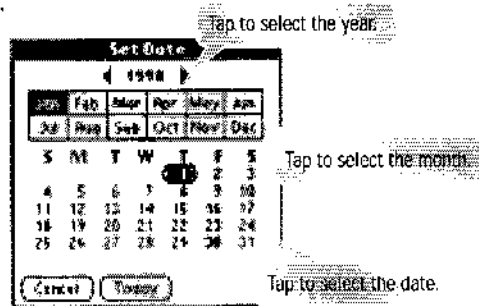 Tap to select the year.
Set Date
1998
Jan Feb Mar Apr May Jun
Jul Aug Sep Oct Nov Dec
S M T W T F S
1 2 3
4 5 6 7 8 9 10
11 12 13 14 15 16 17
18 19 20 21 22 23 24
25 26 27 28 29 30 31
Tap to select the month.
Cancel Today
Tap to select the date.